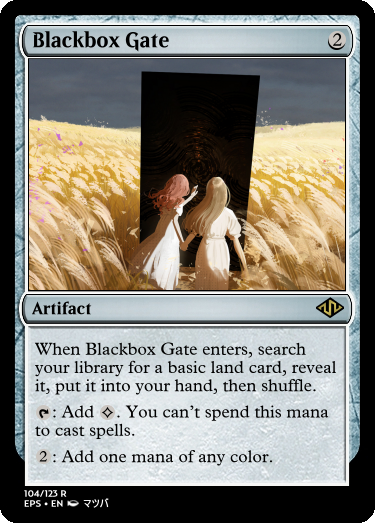 Blackbox Gate 2
Artifact
When Blackbox Gate enters, search
your library for a basic land card, reveal
it, put it into your hand, then shuffle.
: Add . You can't spend this mana
to cast spells.
2 : Add one mana of any color.
104/123 R
EPS • EN マツバ